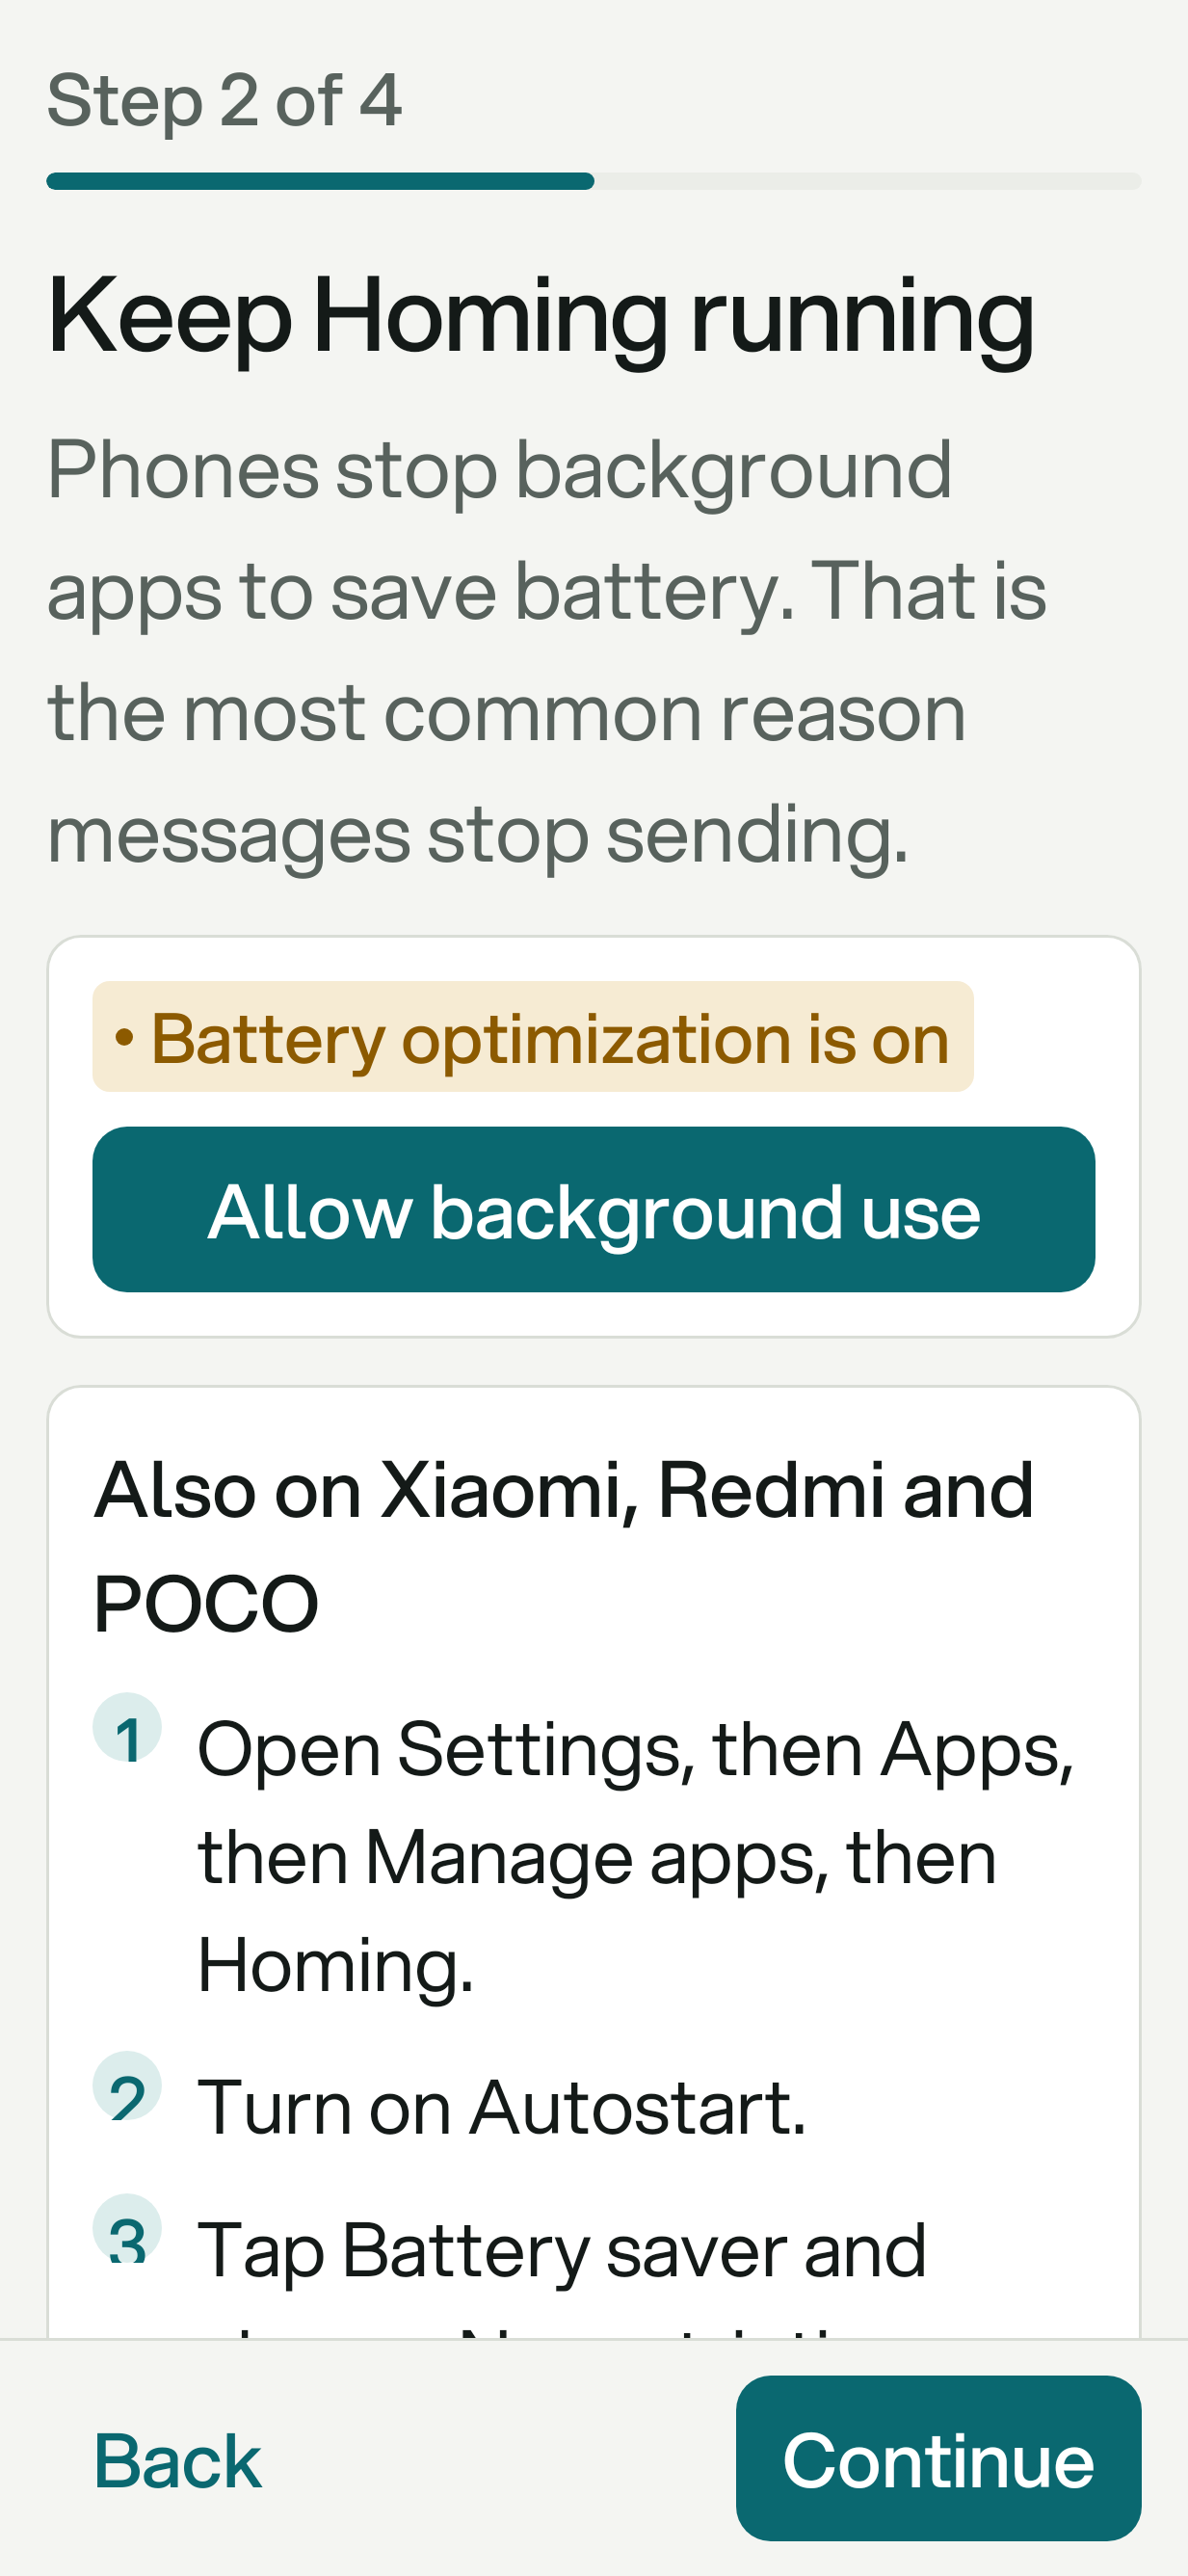 Step 2 of 4
Keep Homing running
Phones stop background
apps to save battery. That is
the most common reason
messages stop sending.
• Battery optimization is on
Allow background use
Also on Xiaomi, Redmi and
POCO
1 Open Settings, then Apps,
then Manage apps, then
Homing.
2 Turn on Autostart.
3 Tap Battery saver and
Back
Continue